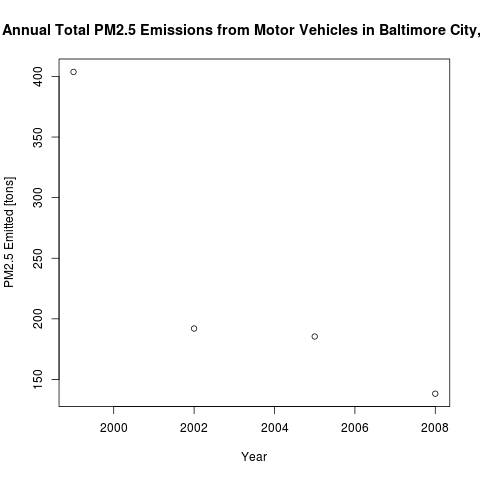 Annual Total PM2.5 Emissions from Motor Vehicles in Baltimore City,
400
350
300
250
200
150
PM2.5 Emitted [tons]
2000 2002 2004 2006 2008
Year